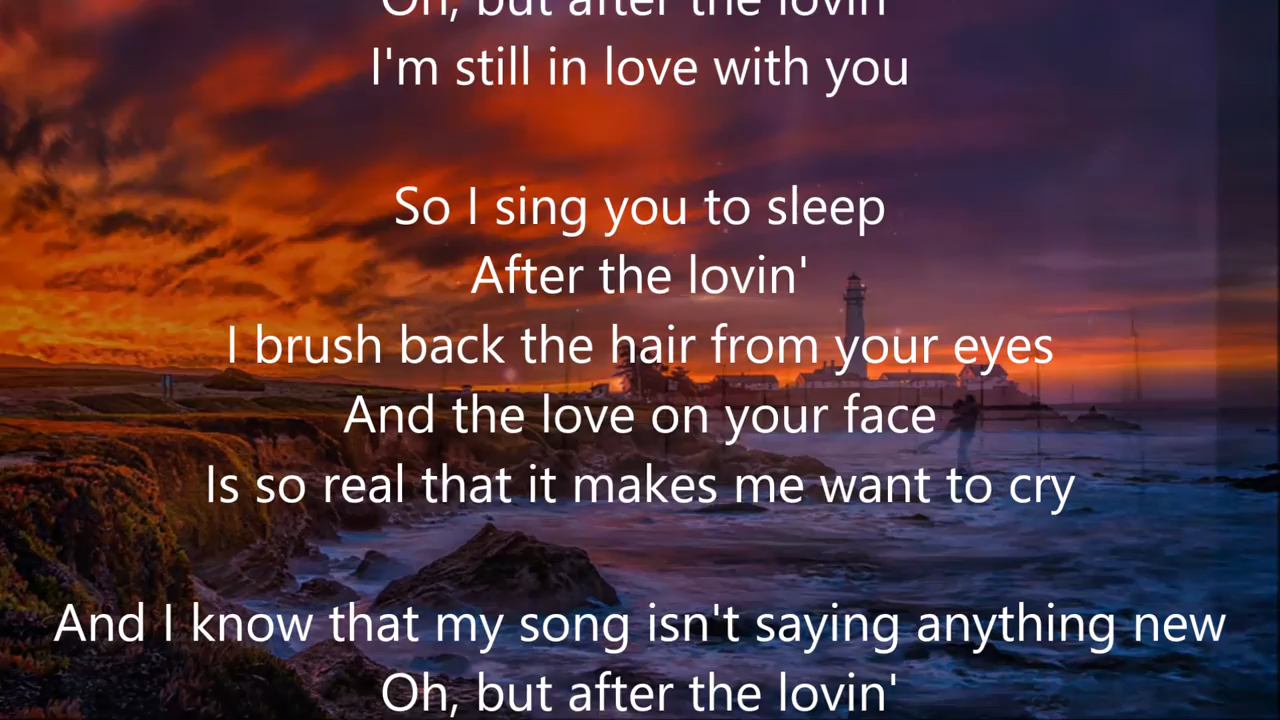 Oh, but after the lovin'
I'm still in love with you
So I sing you to sleep
After the lovin'
I brush back the hair from your eyes
And the love on your face
Is so real that it makes me want to cry
And I know that my song isn't saying anything new
Oh, but after the lovin'